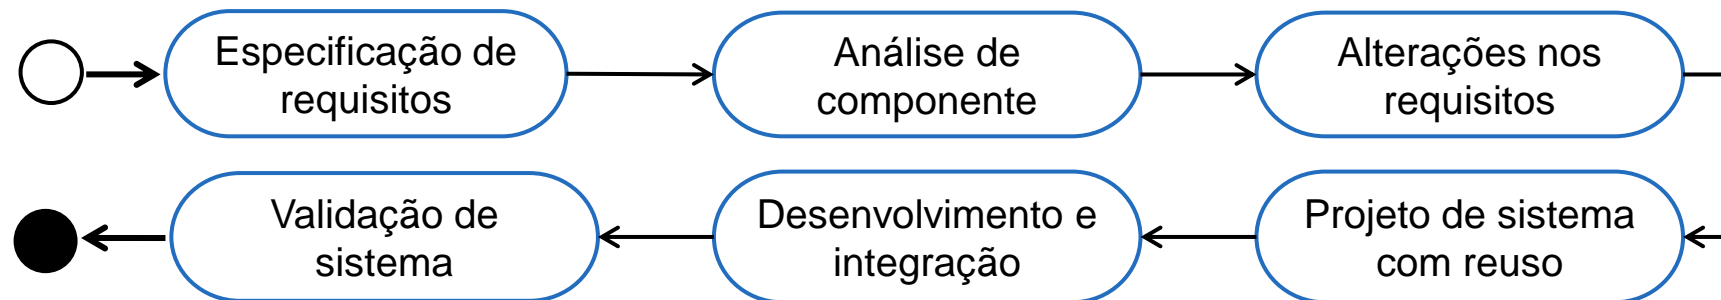 Especificação de
requisitos
Análise de
componente
Alterações nos
requisitos
Validação de
sistema
Desenvolvimento e
integração
Projeto de sistema
com reuso